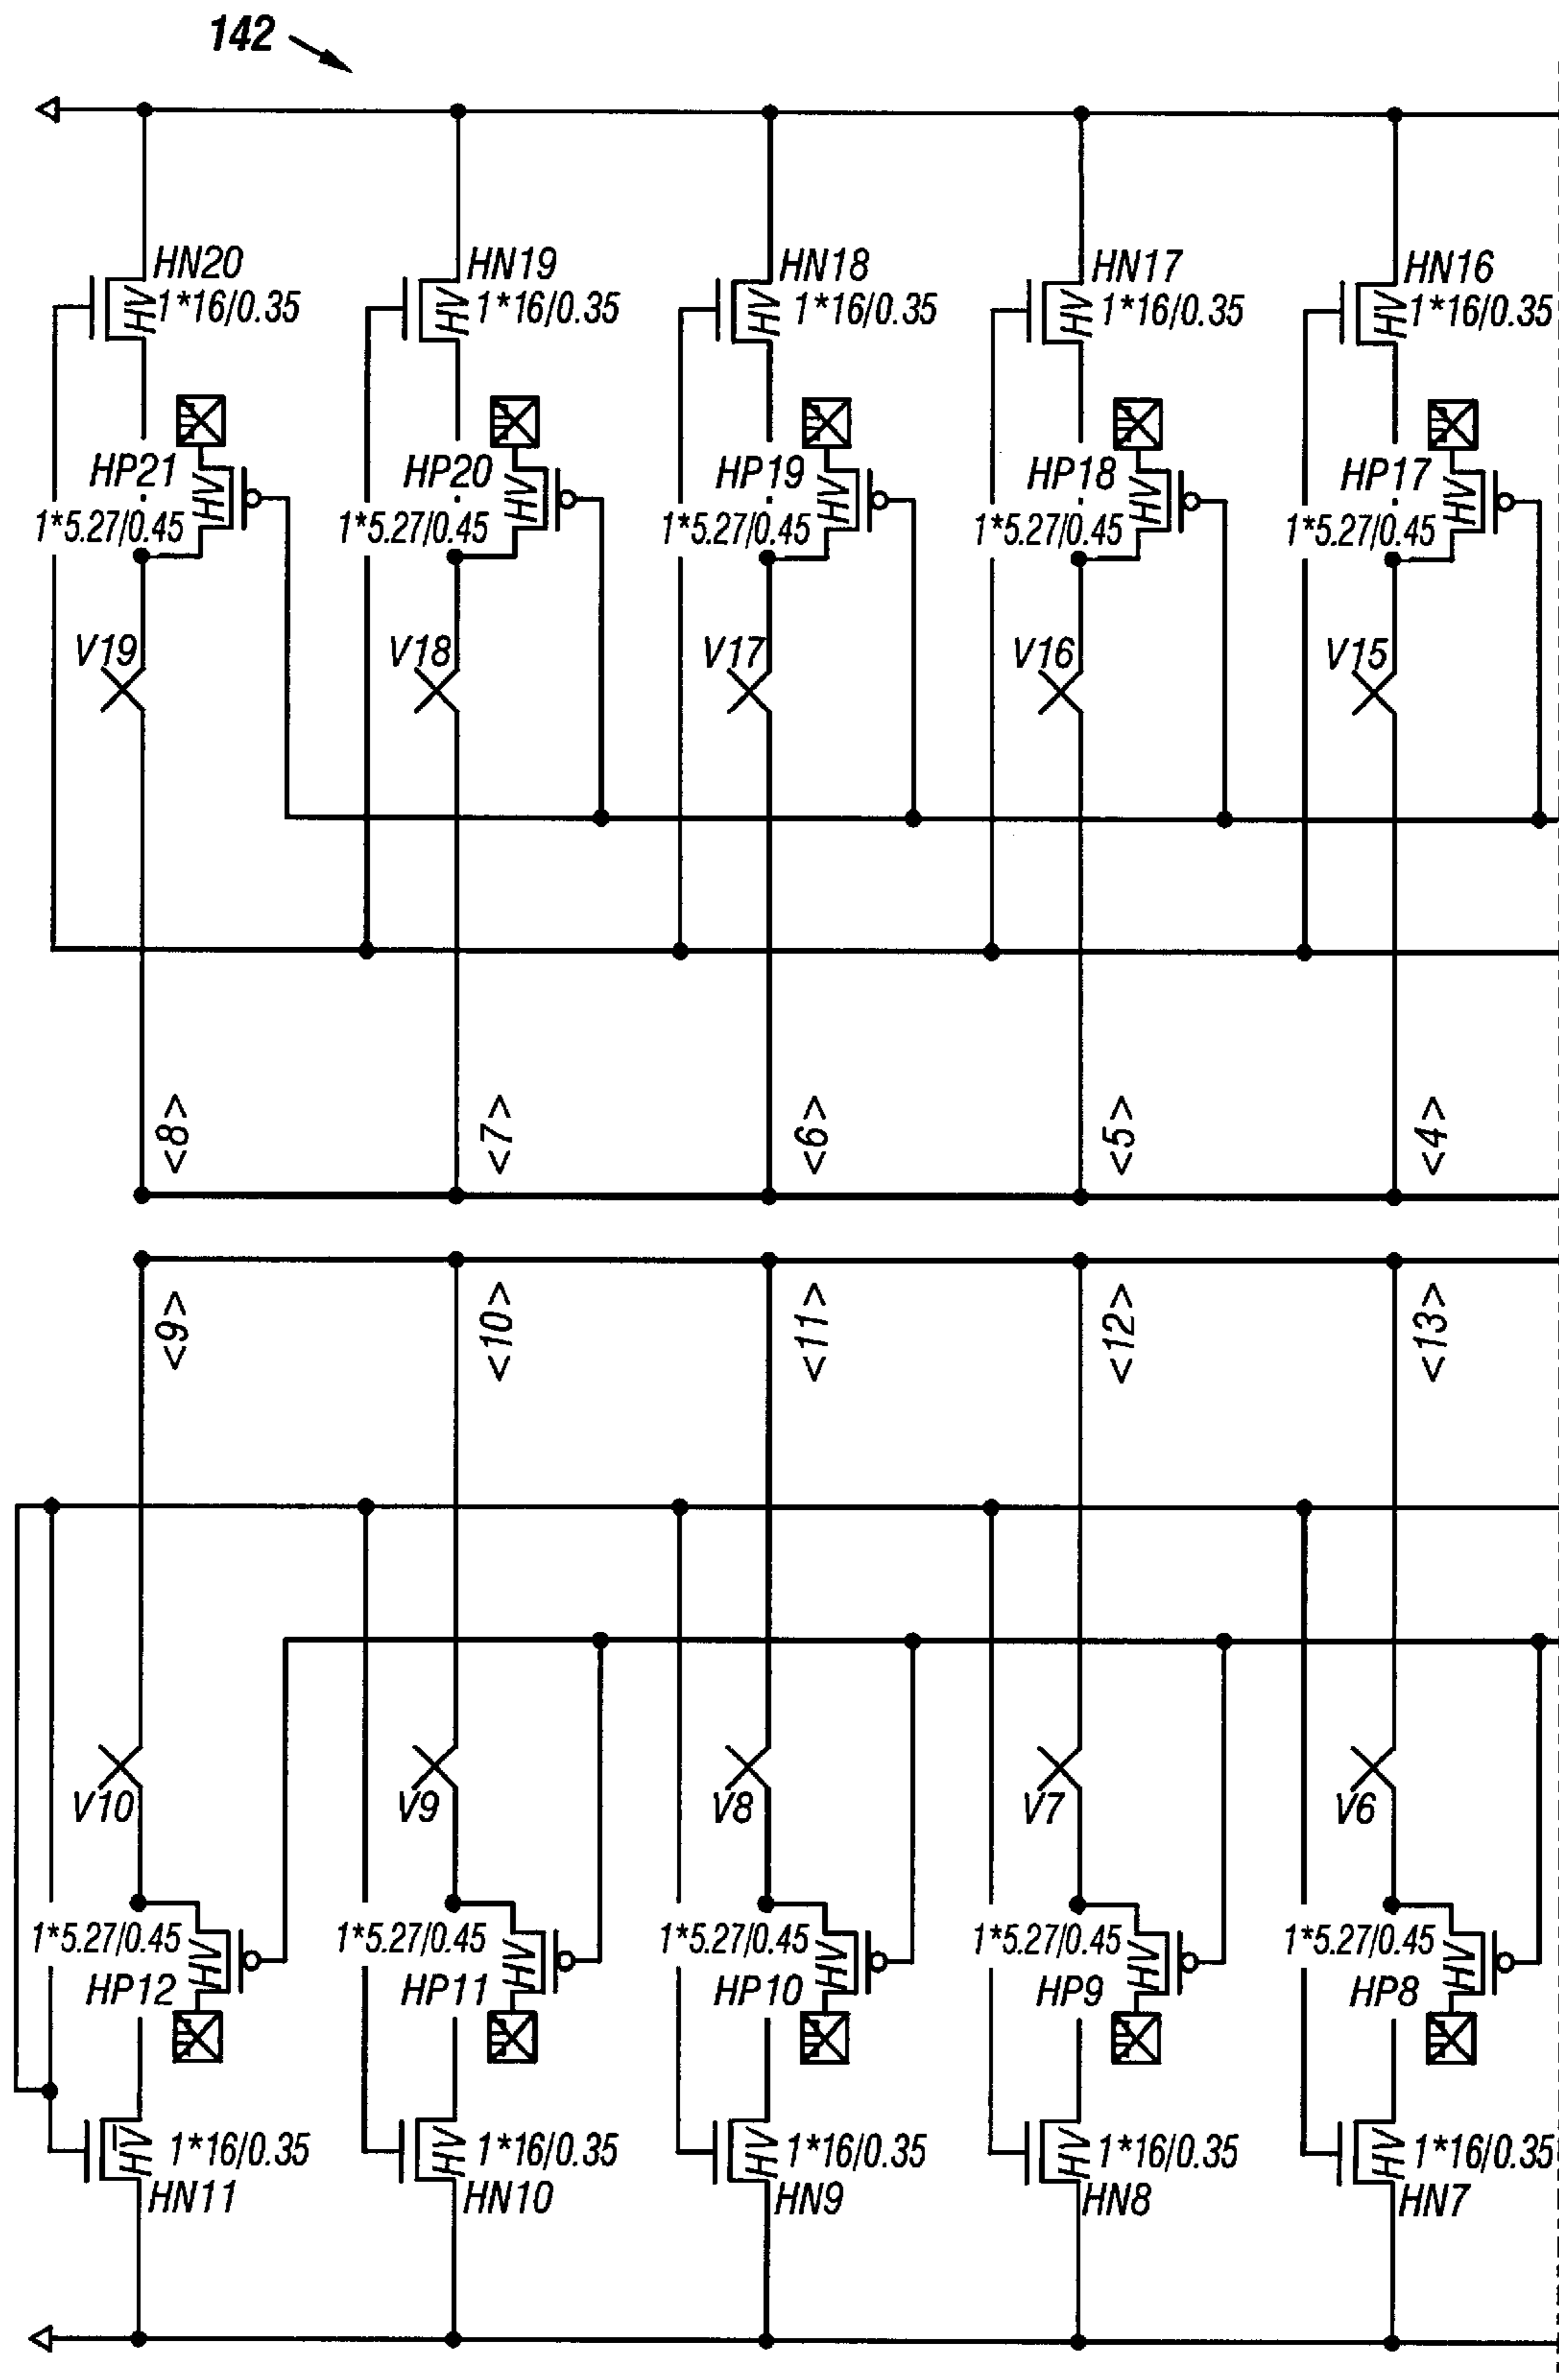 142
HN20 HN19 HN18 HN17 HN16
HV 1*16/0.35 HV 1*16/0.35 HV 1*16/0.35 HV 1*16/0.35 HV 1*16/0.35
HP21 HV HP20 HV HP19 HV HP18 HV HP17 HV
1*5.27/0.45 1*5.27/0.45 1*5.27/0.45 1*5.27/0.45 1*5.27/0.45
V19 V18 V17 V16 V15
<8> <7> <6> <5> <4>
<9> <10> <11> <12> <13>
V10 V9 V8 V7 V6
1*5.27/0.45 HV 1*5.27/0.45 HV 1*5.27/0.45 HV 1*5.27/0.45 HV 1*5.27/0.45 HV
HP12 HP11 HP10 HP9 HP8
HV 1*16/0.35 HV 1*16/0.35 HV 1*16/0.35 HV 1*16/0.35 HV 1*16/0.35
HN11 HN10 HN9 HN8 HN7